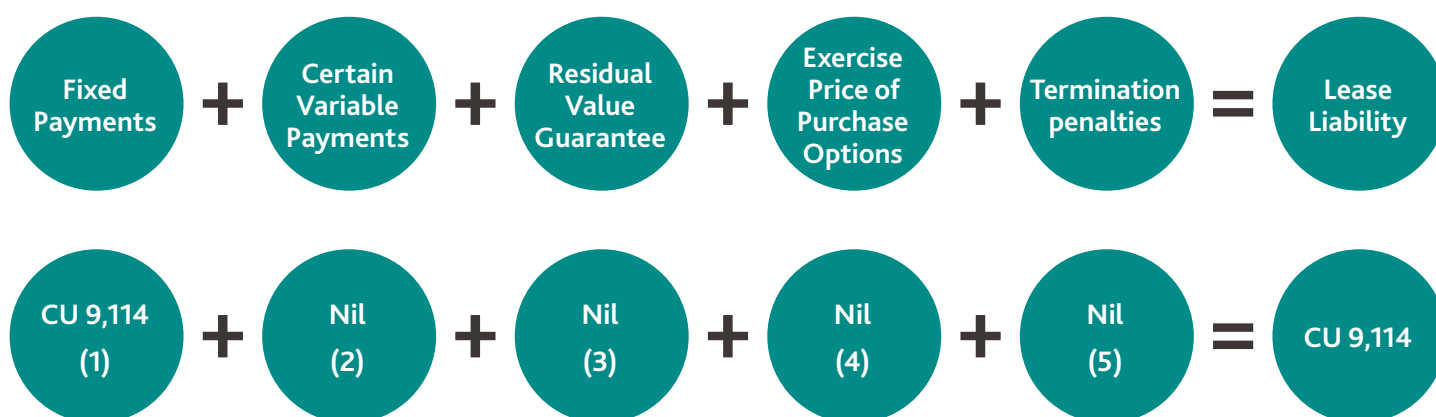 Fixed
Payments
+
Certain
Variable
Payments
+
Residual
Value
Guarantee
+
Exercise
Price of
Purchase
Options
+
Termination
penalties
=
Lease
Liability
CU 9,114
(1)
+
Nil
(2)
+
Nil
(3)
+
Nil
(4)
+
Nil
(5)
=
CU 9,114